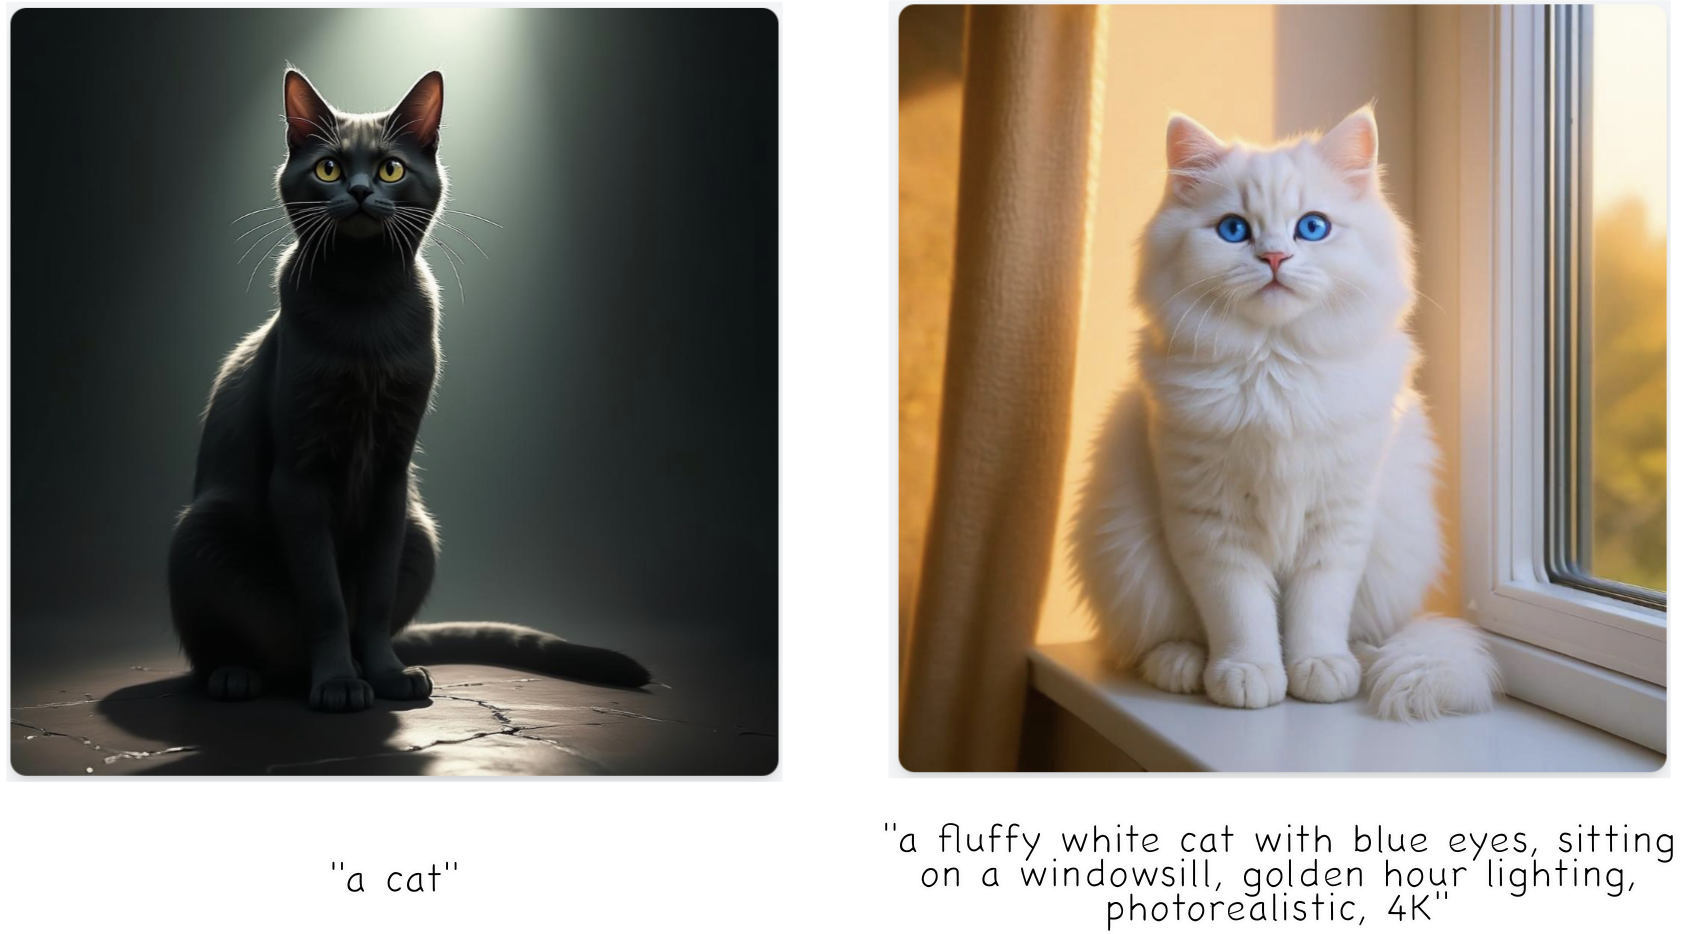 "a cat"
"a fluffy white cat with blue eyes, sitting
on a windowsill, golden hour lighting,
photorealistic, 4K"